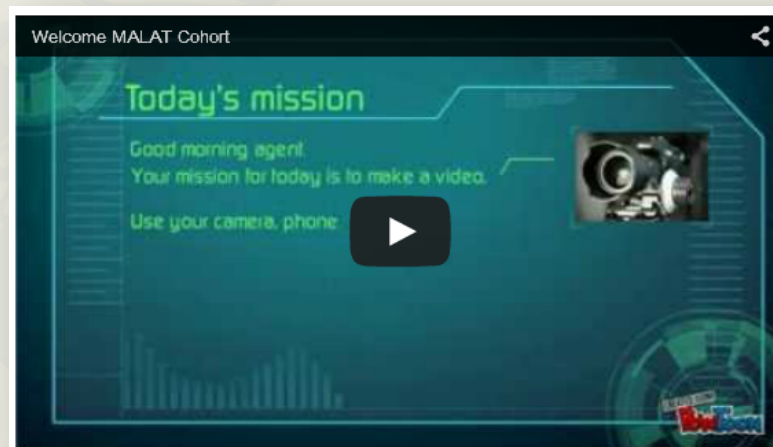 Welcome MALAT Cohort
Today's mission
Good morning agent
Your mission for today is to make a video.
Use your camera, phone
PowToon